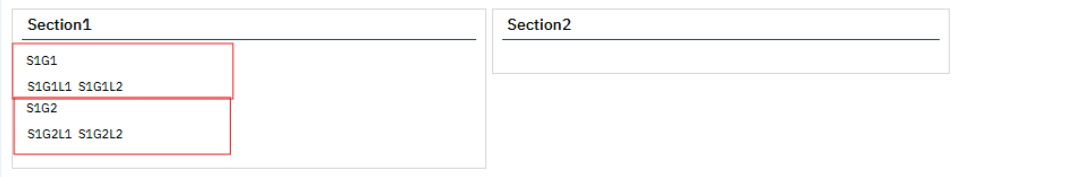 Section1
S1G1
S1G1L1 S1G1L2
S1G2
S1G2L1 S1G2L2
Section2